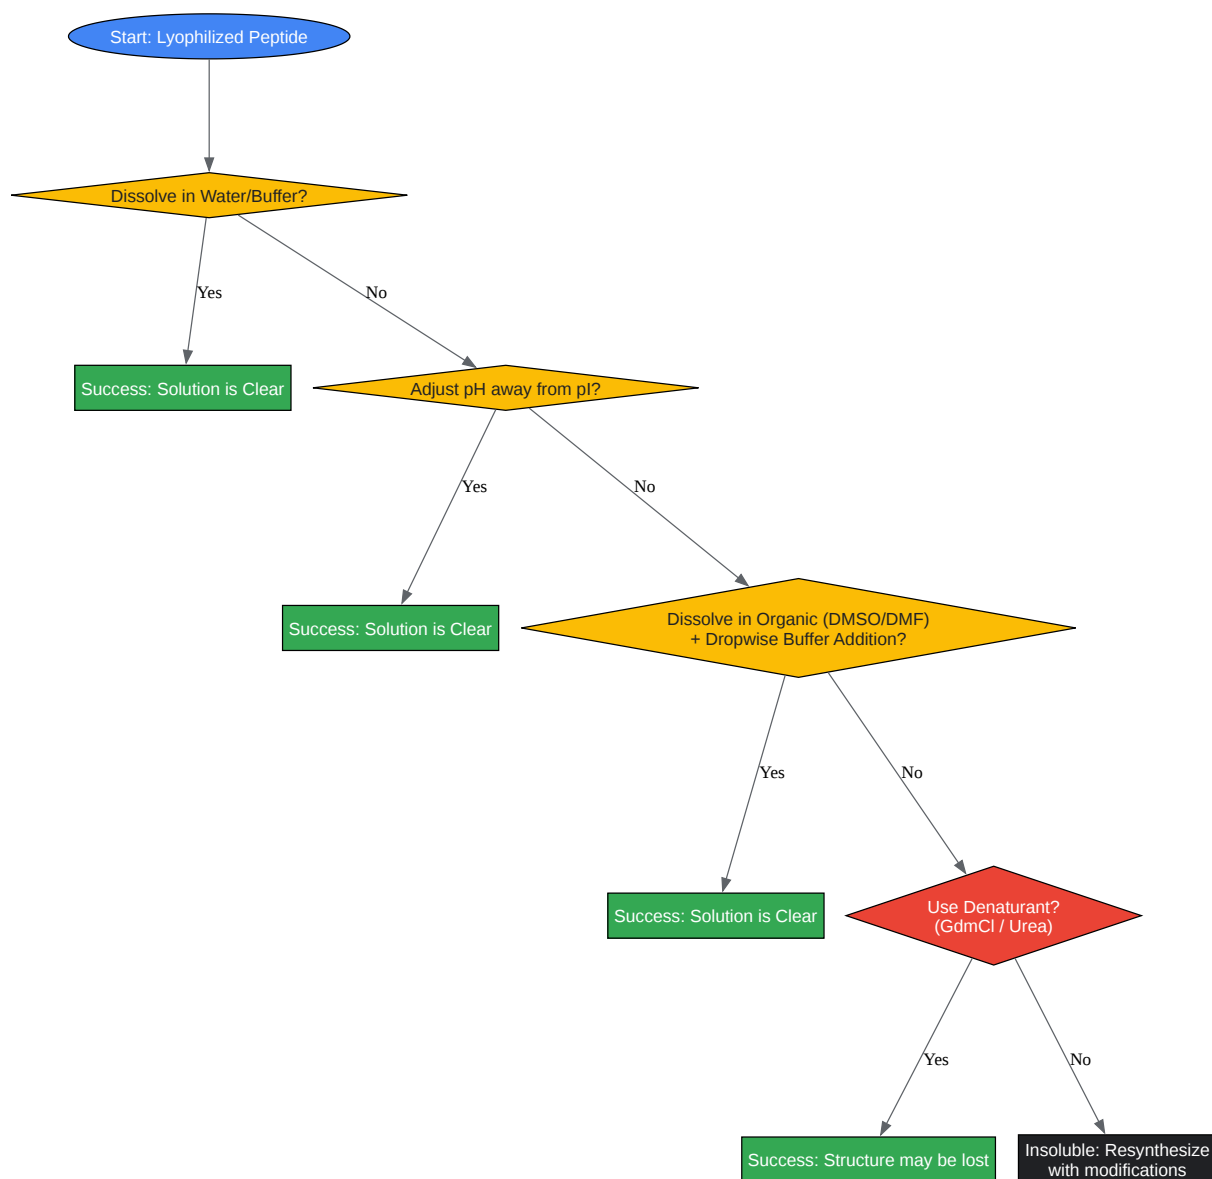 Start: Lyophilized Peptide
Dissolve in Water/Buffer?
Yes
No
Success: Solution is Clear
Adjust pH away from pI?
Yes
No
Success: Solution is Clear
Dissolve in Organic (DMSO/DMF)
+ Dropwise Buffer Addition?
Yes
No
Success: Solution is Clear
Use Denaturant?
(GdmCl / Urea)
Yes
No
Success: Structure may be lost
Insoluble: Resynthesize
with modifications